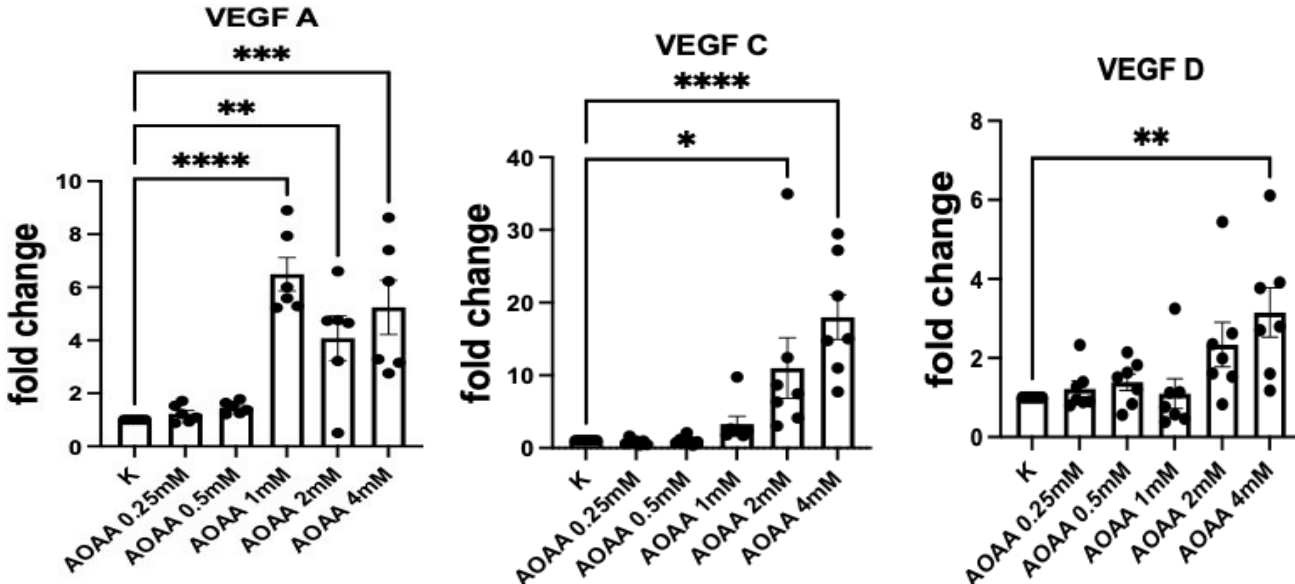 VEGF A
***
**
****
fold change
10
8
6
4
2
0
K
AOAA 0.25mM
AOAA 0.5mM
AOAA 1mM
AOAA 2mM
AOAA 4mM
VEGF C
****
*
fold change
40
30
20
10
0
K
AOAA 0.25mM
AOAA 0.5mM
AOAA 1mM
AOAA 2mM
AOAA 4mM
VEGF D
**
fold change
8
6
4
2
0
K
AOAA 0.25mM
AOAA 0.5mM
AOAA 1mM
AOAA 2mM
AOAA 4mM